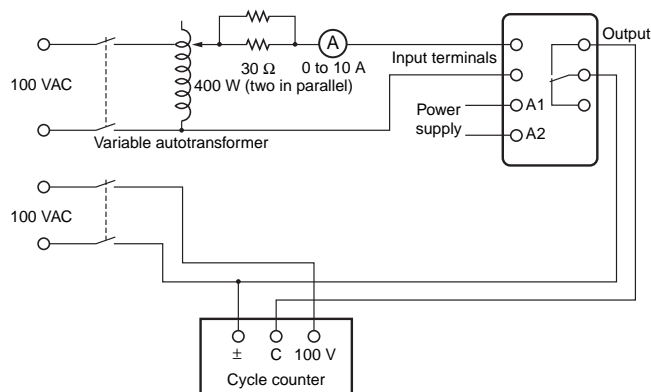 100 VAC
Variable autotransformer
30 Ω
400 W (two in parallel)
A
0 to 10 A
Input terminals
Output
Power
supply
A1
A2
100 VAC
± C 100 V
Cycle counter